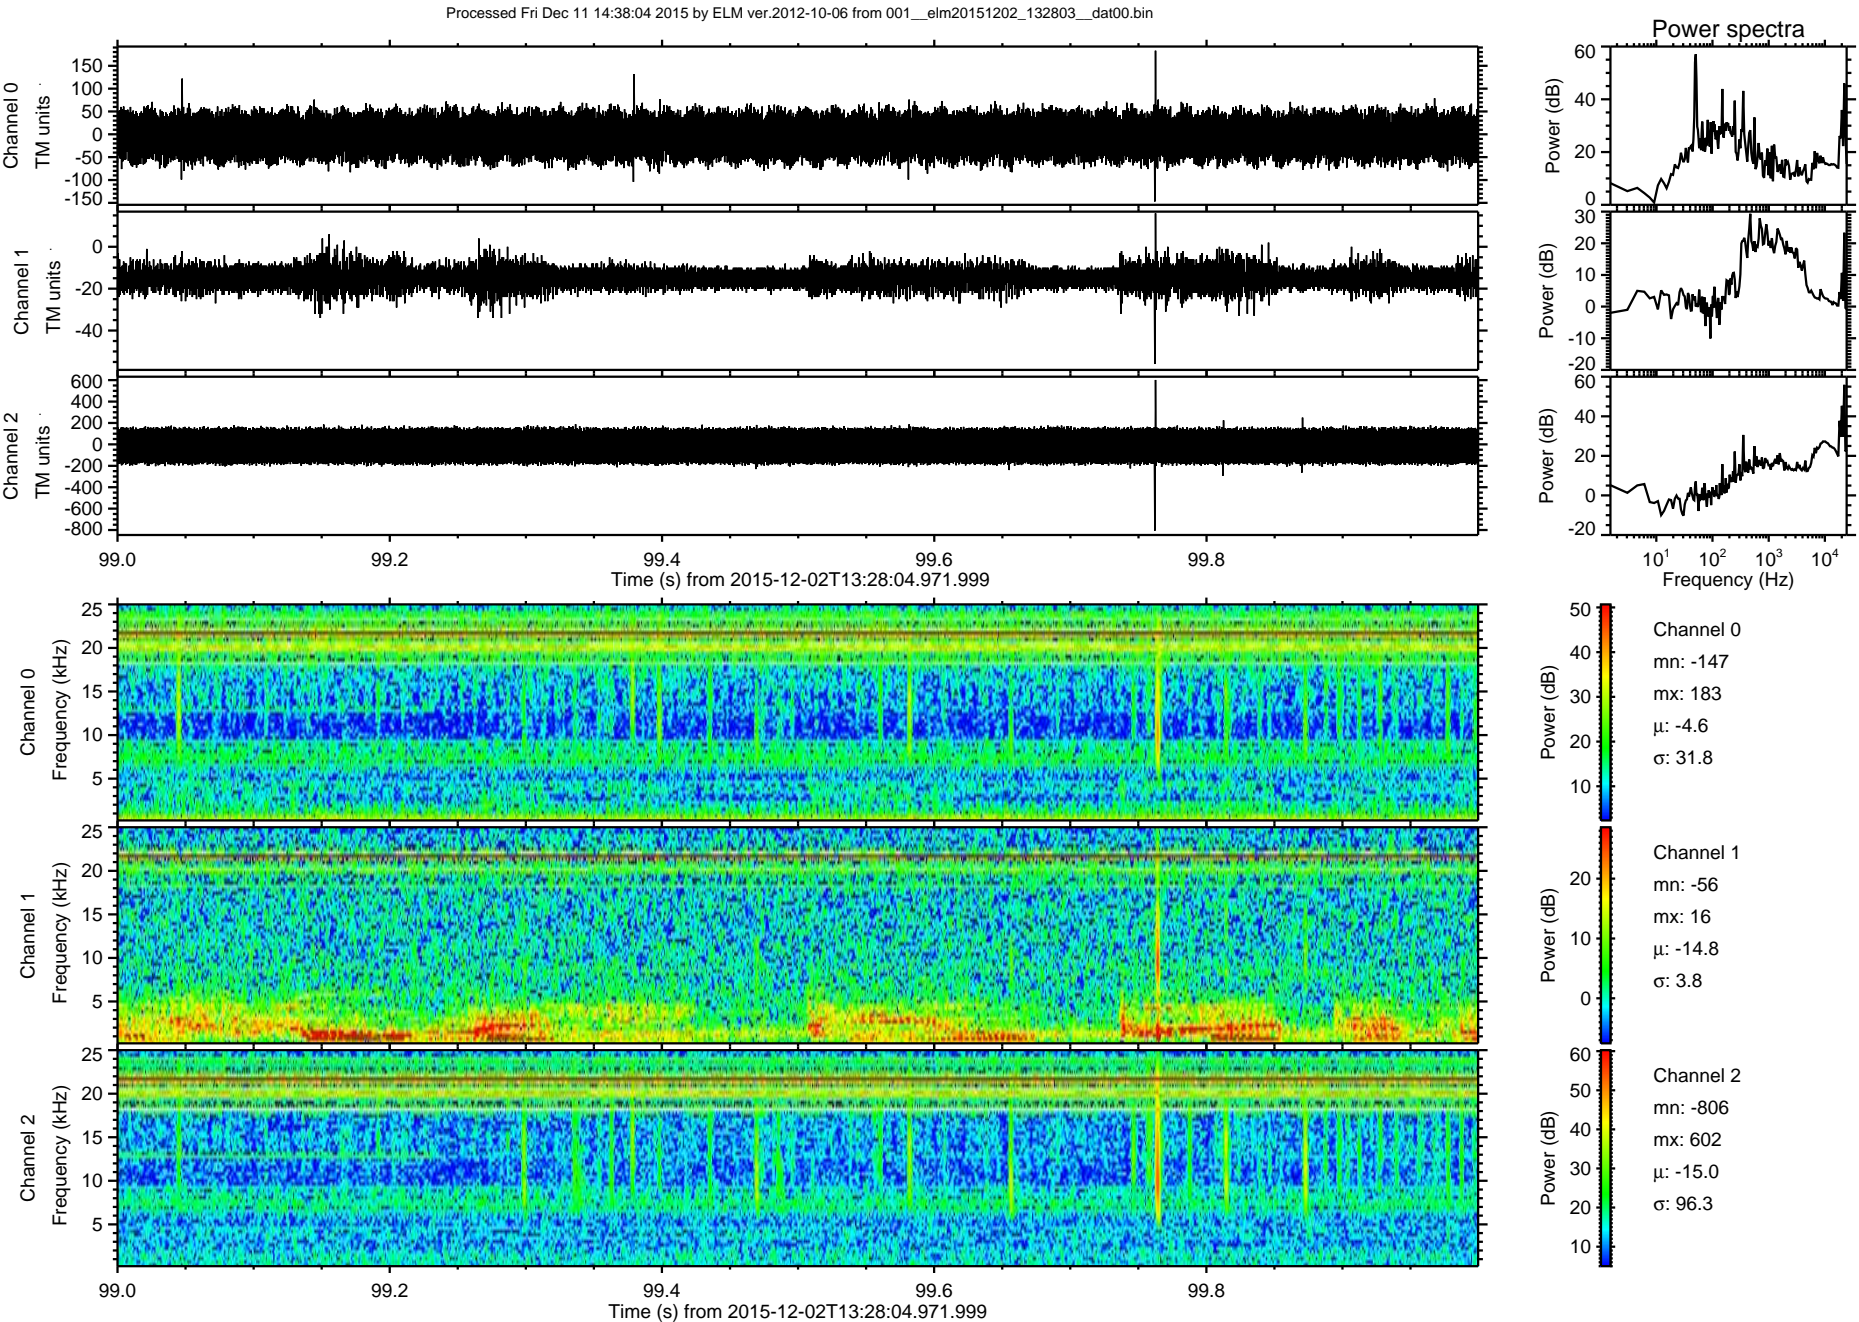 Processed Fri Dec 11 14:38:04 2015 by ELM ver.2012-10-06 from 001__elm20151202_132803__dat00.bin
Power spectra
Channel 0
TM units
150
100
50
0
-50
-100
-150
Power (dB)
60
40
20
0
Channel 1
TM units
0
-20
-40
Power (dB)
30
20
10
0
-10
-20
Channel 2
TM units
600
400
200
0
-200
-400
-600
-800
Power (dB)
60
40
20
0
-20
99.0 99.2 99.4 99.6 99.8
Time (s) from 2015-12-02T13:28:04.971.999
10^1 10^2 10^3 10^4
Frequency (Hz)
Channel 0
Frequency (kHz)
25
20
15
10
5
Power (dB)
50
40
30
20
10
Channel 0
mn: -147
mx: 183
μ: -4.6
σ: 31.8
Channel 1
Frequency (kHz)
25
20
15
10
5
Power (dB)
20
10
0
Channel 1
mn: -56
mx: 16
μ: -14.8
σ: 3.8
Channel 2
Frequency (kHz)
25
20
15
10
5
Power (dB)
60
50
40
30
20
10
Channel 2
mn: -806
mx: 602
μ: -15.0
σ: 96.3
99.0 99.2 99.4 99.6 99.8
Time (s) from 2015-12-02T13:28:04.971.999